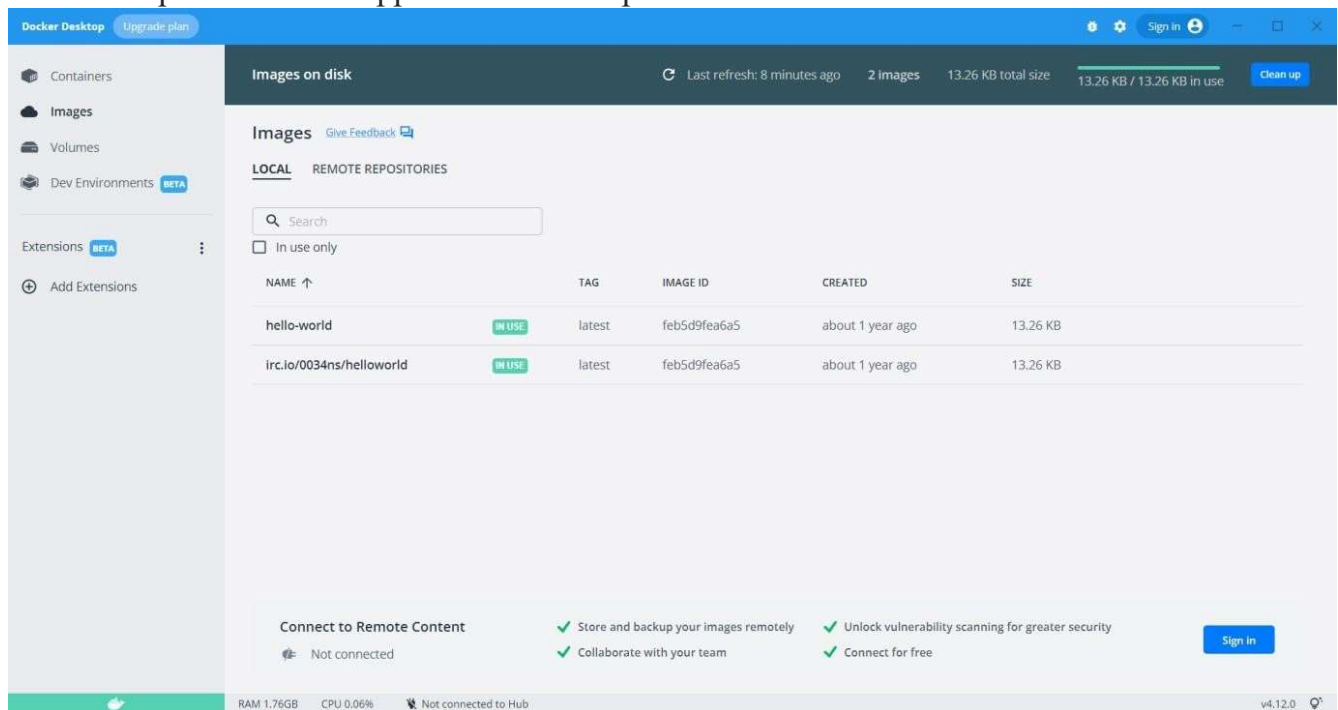 Docker Desktop Upgrade plan Sign in
Containers
Images
Volumes
Dev Environments BETA
Extensions BETA
Add Extensions
Images on disk Last refresh: 8 minutes ago 2 images 13.26 KB total size 13.26 KB / 13.26 KB in use Clean up
Images Give Feedback
LOCAL REMOTE REPOSITORIES
Search
In use only
NAME TAG IMAGE ID CREATED SIZE
hello-world IN USE latest feb5d9fea6a5 about 1 year ago 13.26 KB
irc.io/0034ns/helloworld IN USE latest feb5d9fea6a5 about 1 year ago 13.26 KB
Connect to Remote Content
Not connected
Store and backup your images remotely
Collaborate with your team
Unlock vulnerability scanning for greater security
Connect for free
Sign in
RAM 1.76GB CPU 0.06% Not connected to Hub v4.12.0